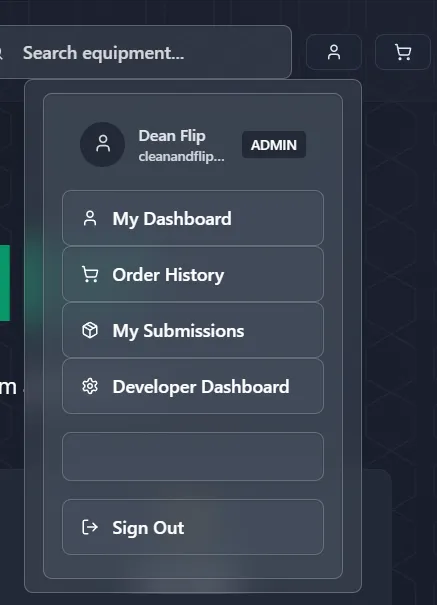 Search equipment...
Dean Flip
cleanandflip...
ADMIN
My Dashboard
Order History
My Submissions
Developer Dashboard
m
Sign Out